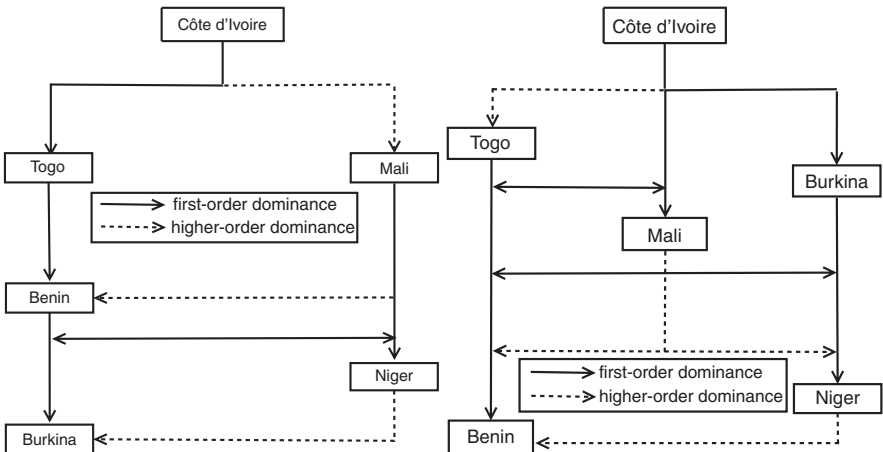 Côte d'Ivoire
Togo
Mali
first-order dominance
higher-order dominance
Benin
Niger
Burkina
Côte d'Ivoire
Togo
Burkina
Mali
first-order dominance
higher-order dominance
Niger
Benin